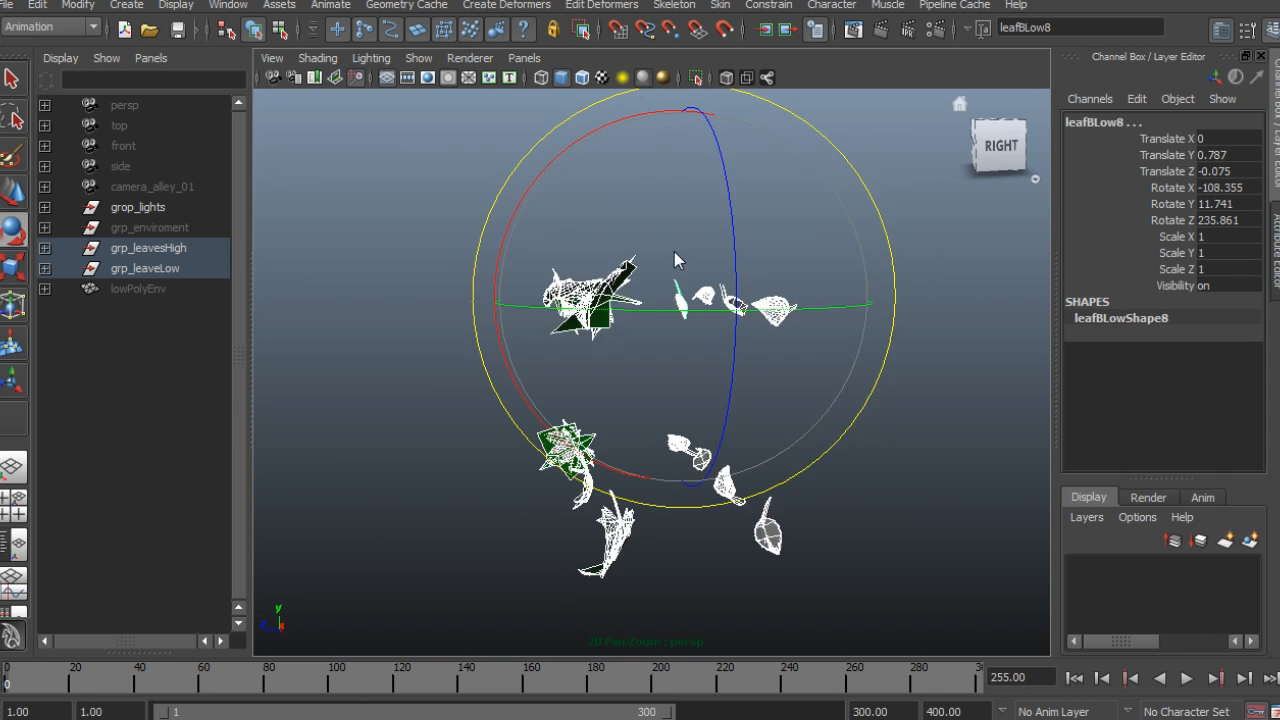 File Edit Modify Create Display Window Assets Animate Geometry Cache Create Deformers Edit Deformers Skeleton Skin Constrain Character Muscle Pipeline Cache Help
Animation leafBLow8
Display Show Panels View Shading Lighting Show Renderer Panels Channel Box / Layer Editor
Channels Edit Object Show
persp
top
front
side
camera_alley_01
grop_lights
grp_enviroment
grp_leavesHigh
grp_leaveLow
lowPolyEnv
RIGHT
y
2D Pan/Zoom : persp
leafBLow8 . . .
Translate X 0
Translate Y 0.787
Translate Z -0.075
Rotate X -108.355
Rotate Y 11.741
Rotate Z 235.861
Scale X 1
Scale Y 1
Scale Z 1
Visibility on
SHAPES
leafBLowShape8
Display Render Anim
Layers Options Help
0 20 40 60 80 100 120 140 160 180 200 220 240 260 280
0
255.00
1.00 1.00 1 300 300.00 400.00 No Anim Layer No Character Set